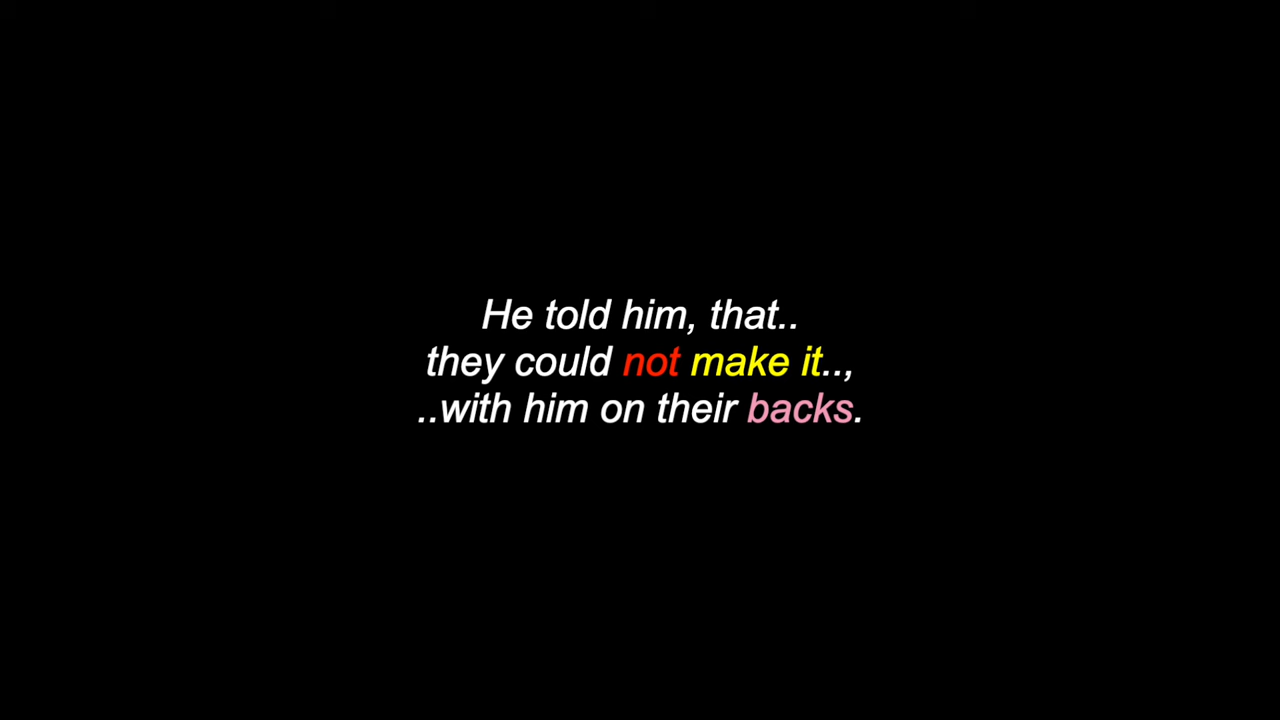 He told him, that..
they could not make it..,
..with him on their backs.